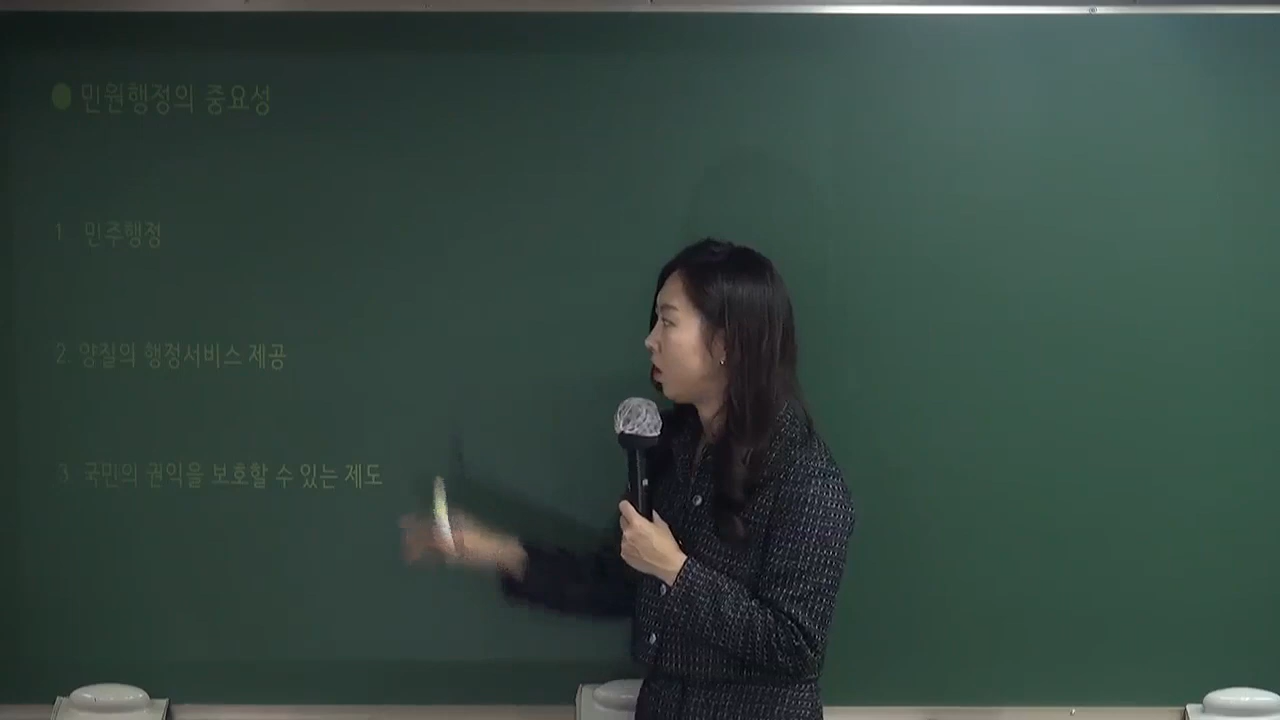 ● 민원행정의 중요성
1 민주행정
2. 양질의 행정서비스 제공
3 국민의 권익을 보호할 수 있는 제도